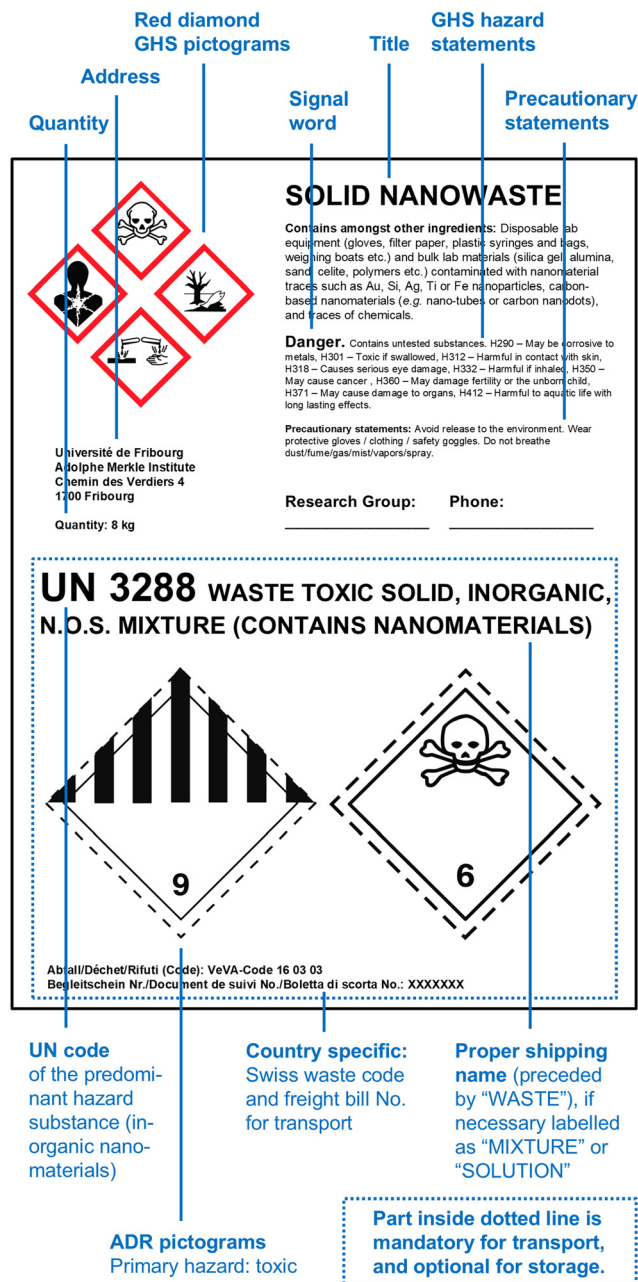 Red diamond
GHS pictograms
Title
GHS hazard
statements
Address
Quantity
Signal
word
Precautionary
statements
SOLID NANOWASTE
Contains amongst other ingredients: Disposable lab
equipment (gloves, filter paper, plastic syringes and bags,
weighing boats etc.) and bulk lab materials (silica gel, alumina,
sand, celite, polymers etc.) contaminated with nanomaterial
traces such as Au, Si, Ag, Ti or Fe nanoparticles, carbon-
based nanomaterials (e.g. nano-tubes or carbon nanodots),
and traces of chemicals.
Danger. Contains untested substances. H290 – May be corrosive to
metals, H301 – Toxic if swallowed, H312 – Harmful in contact with skin,
H318 – Causes serious eye damage, H332 – Harmful if inhaled, H350 –
May cause cancer , H360 – May damage fertility or the unborn child,
H371 – May cause damage to organs, H412 – Harmful to aquatic life with
long lasting effects.
Precautionary statements: Avoid release to the environment. Wear
protective gloves / clothing / safety goggles. Do not breathe
dust/fume/gas/mist/vapors/spray.
Université de Fribourg
Adolphe Merkle Institute
Chemin des Verdiers 4
1700 Fribourg
Quantity: 8 kg
Research Group: Phone:
UN 3288 WASTE TOXIC SOLID, INORGANIC,
N.O.S. MIXTURE (CONTAINS NANOMATERIALS)
9
6
Abfall/Déchet/Rifuti (Code): VeVA-Code 16 03 03
Begleitschein Nr./Document de suivi No./Boletta di scorta No.: XXXXXXX
UN code
of the predomi-
nant hazard
substance (in-
organic nano-
materials)
Country specific:
Swiss waste code
and freight bill No.
for transport
Proper shipping
name (preceded
by “WASTE”), if
necessary labelled
as “MIXTURE” or
“SOLUTION”
ADR pictograms
Primary hazard: toxic
Part inside dotted line is
mandatory for transport,
and optional for storage.